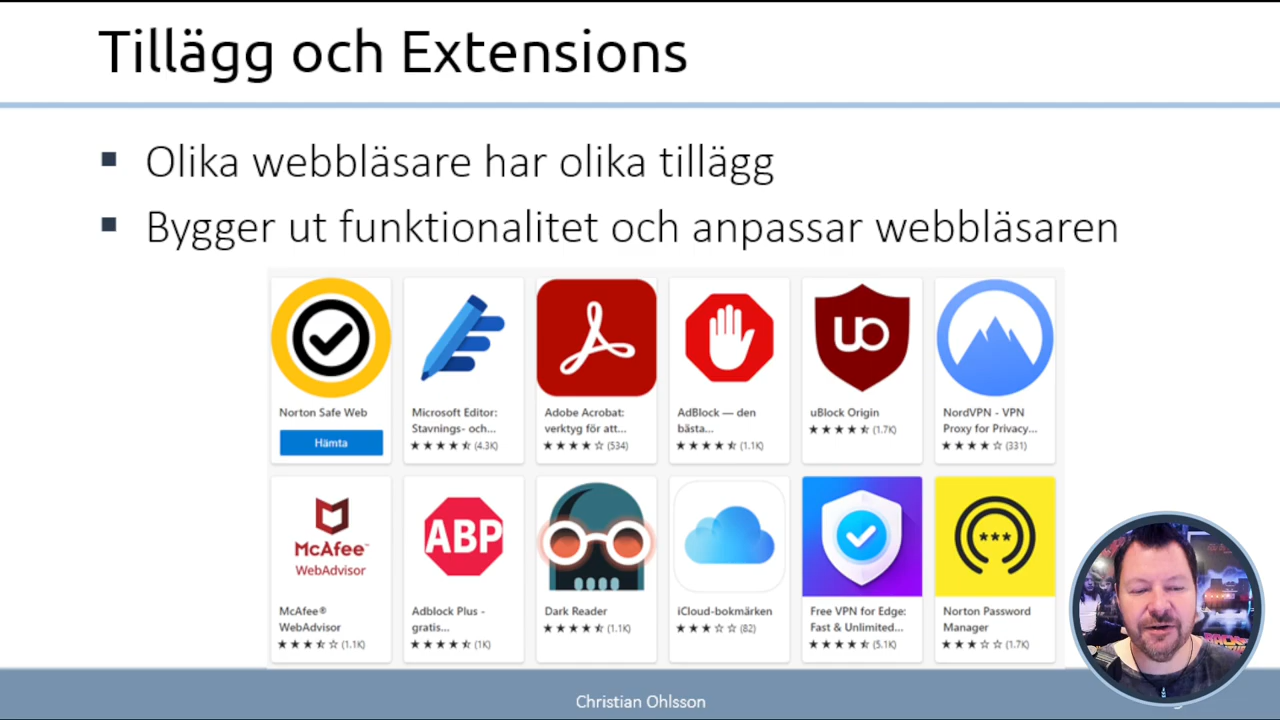 Tillägg och Extensions
Olika webbläsare har olika tillägg
Bygger ut funktionalitet och anpassar webbläsaren
uo
Norton Safe Web
Hämta
Microsoft Editor:
Stavnings- och...
(4.3K)
Adobe Acrobat:
verktyg för att...
(534)
AdBlock — den
bästa...
(1.1K)
uBlock Origin
(1.7K)
NordVPN - VPN
Proxy for Privacy...
(331)
McAfee™
WebAdvisor
McAfee®
WebAdvisor
(1.1K)
ABP
Adblock Plus -
gratis...
(1K)
Dark Reader
(1.1K)
iCloud-bokmärken
(82)
Free VPN for Edge:
Fast & Unlimited...
(5.1K)
***
Norton Password
Manager
(1.7K)
Christian Ohlsson